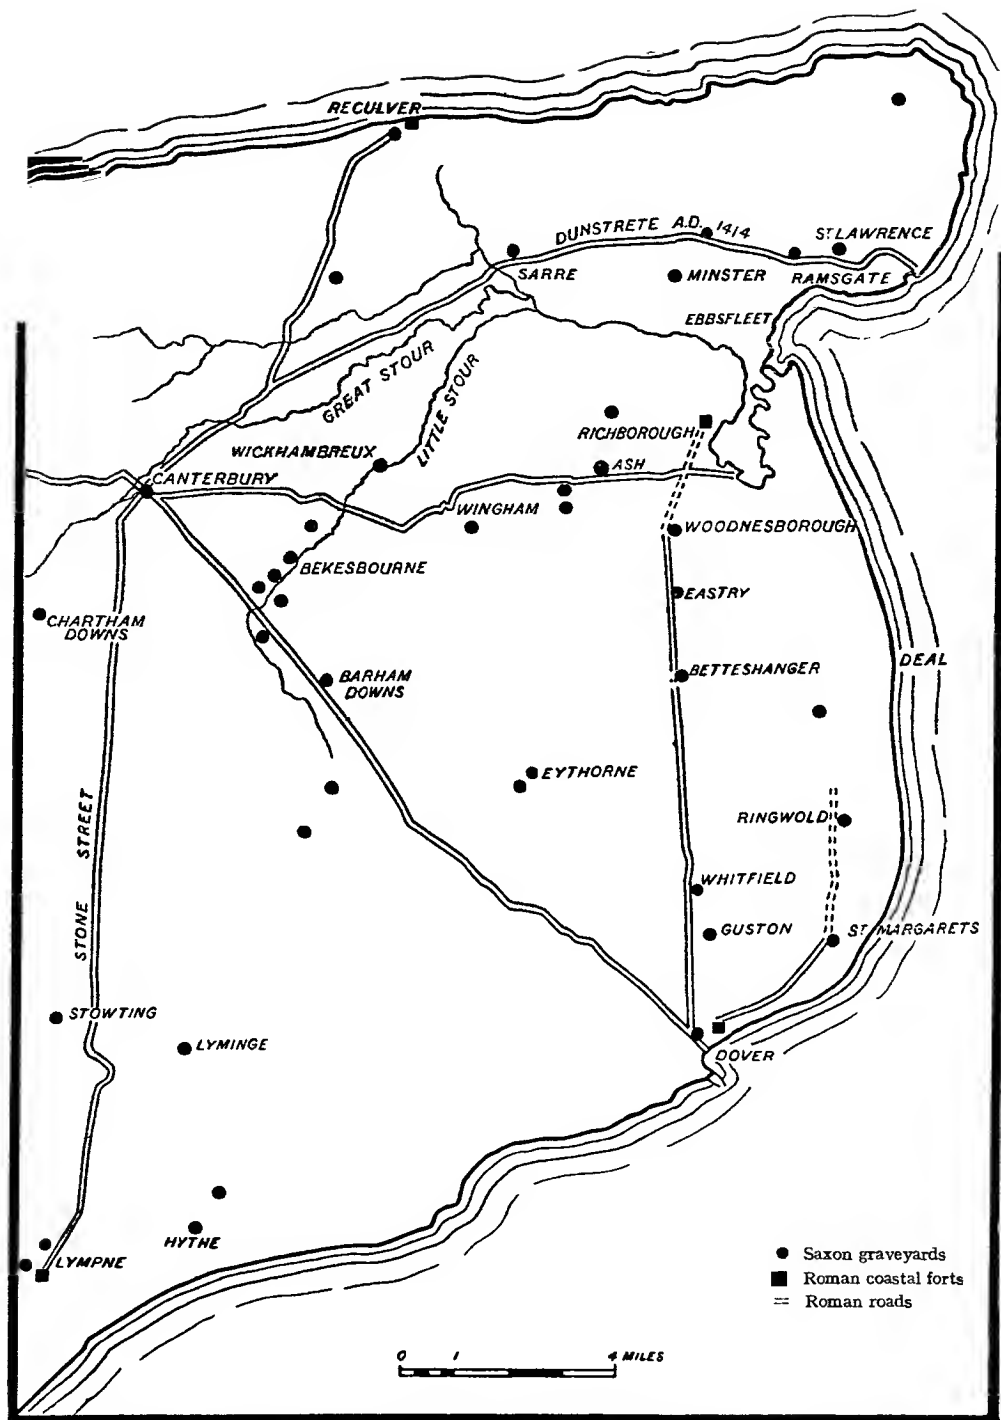 RECULVER
DUNSTRETE A.D. 1414
ST LAWRENCE
SARRE
MINSTER
RAMSGATE
EBBSFLEET
GREAT STOUR
LITTLE STOUR
RICHBOROUGH
WICKHAMBREUX
ASH
CANTERBURY
WINGHAM
WOODNESBOROUGH
BEKESBOURNE
EASTRY
CHARTHAM
DOWNS
DEAL
BETTESHANGER
BARHAM
DOWNS
EYTHORNE
STONE STREET
RINGWOLD
WHITFIELD
GUSTON
ST MARGARETS
STOWTING
LYMINGE
DOVER
HYTHE
LYMPNE
Saxon graveyards
Roman coastal forts
Roman roads
0 1 4 MILES